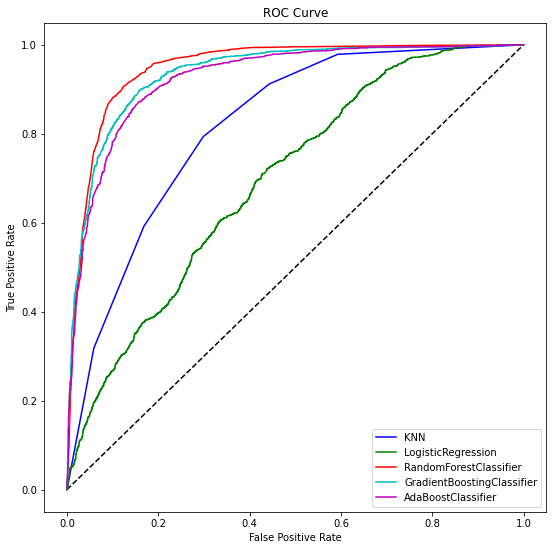 ROC Curve
True Positive Rate
1.0
0.8
0.6
0.4
0.2
0.0
KNN
LogisticRegression
RandomForestClassifier
GradientBoostingClassifier
AdaBoostClassifier
0.0 0.2 0.4 0.6 0.8 1.0
False Positive Rate